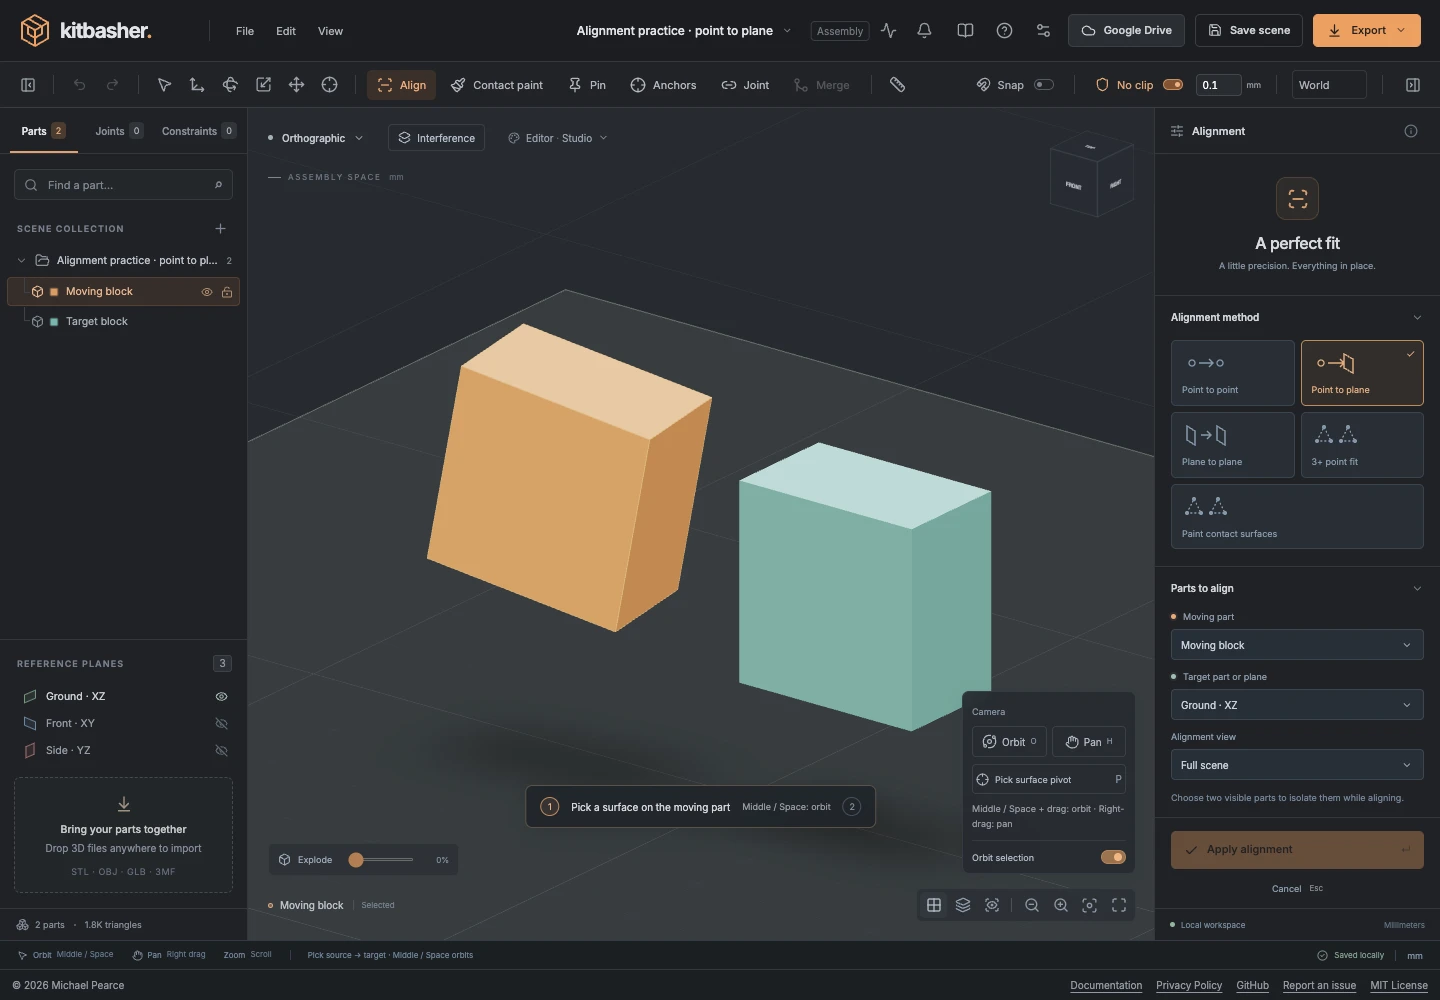 kitbasher.
File Edit View
Alignment practice · point to plane
Assembly
Google Drive
Save scene
Export
Align
Contact paint
Pin
Anchors
Joint
Merge
Snap
No clip
0.1 mm
World
Parts 2
Joints 0
Constraints 0
Find a part...
SCENE COLLECTION
Alignment practice · point to pl... 2
Moving block
Target block
REFERENCE PLANES 3
Ground · XZ
Front · XY
Side · YZ
Bring your parts together
Drop 3D files anywhere to import
STL · OBJ · GLB · 3MF
2 parts · 1.8K triangles
Orthographic
Interference
Editor · Studio
ASSEMBLY SPACE mm
FRONT
RIGHT
1 Pick a surface on the moving part Middle / Space: orbit 2
Explode 0%
Moving block Selected
Camera
Orbit O
Pan H
Pick surface pivot P
Middle / Space + drag: orbit · Right-
drag: pan
Orbit selection
Alignment
A perfect fit
A little precision. Everything in place.
Alignment method
Point to point
Point to plane
Plane to plane
3+ point fit
Paint contact surfaces
Parts to align
Moving part
Moving block
Target part or plane
Ground · XZ
Alignment view
Full scene
Choose two visible parts to isolate them while aligning.
Apply alignment
Cancel Esc
Local workspace
Millimeters
Orbit Middle / Space
Pan Right drag
Zoom Scroll
Pick source → target · Middle / Space orbits
Saved locally
mm
© 2026 Michael Pearce
Documentation
Privacy Policy
GitHub
Report an issue
MIT License